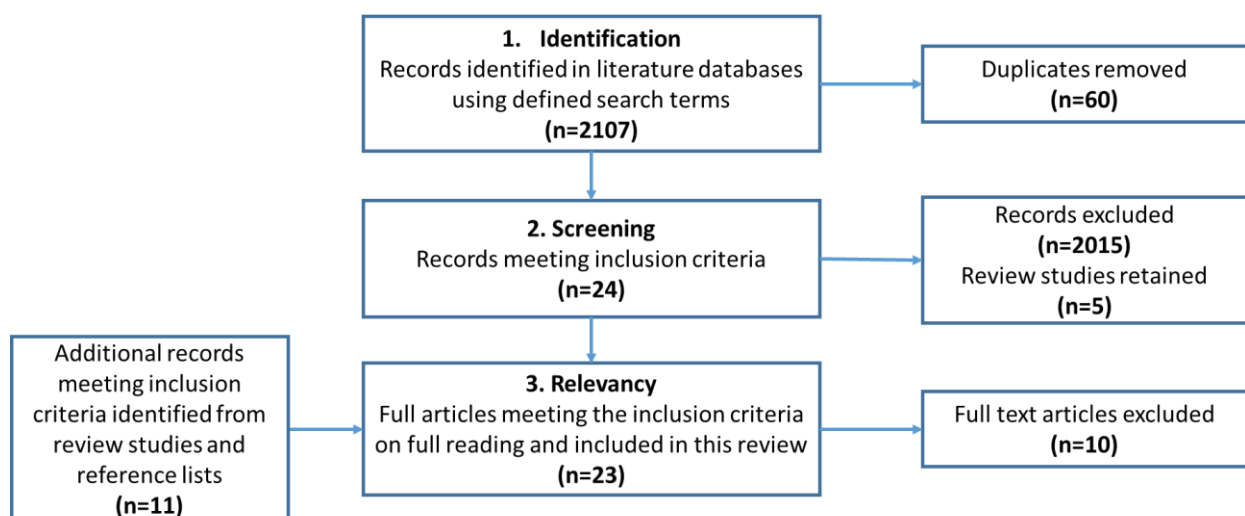 1. Identification
Records identified in literature databases
using defined search terms
(n=2107)
Duplicates removed
(n=60)
2. Screening
Records meeting inclusion criteria
(n=24)
Records excluded
(n=2015)
Review studies retained
(n=5)
Additional records
meeting inclusion
criteria identified from
review studies and
reference lists
(n=11)
3. Relevancy
Full articles meeting the inclusion criteria
on full reading and included in this review
(n=23)
Full text articles excluded
(n=10)